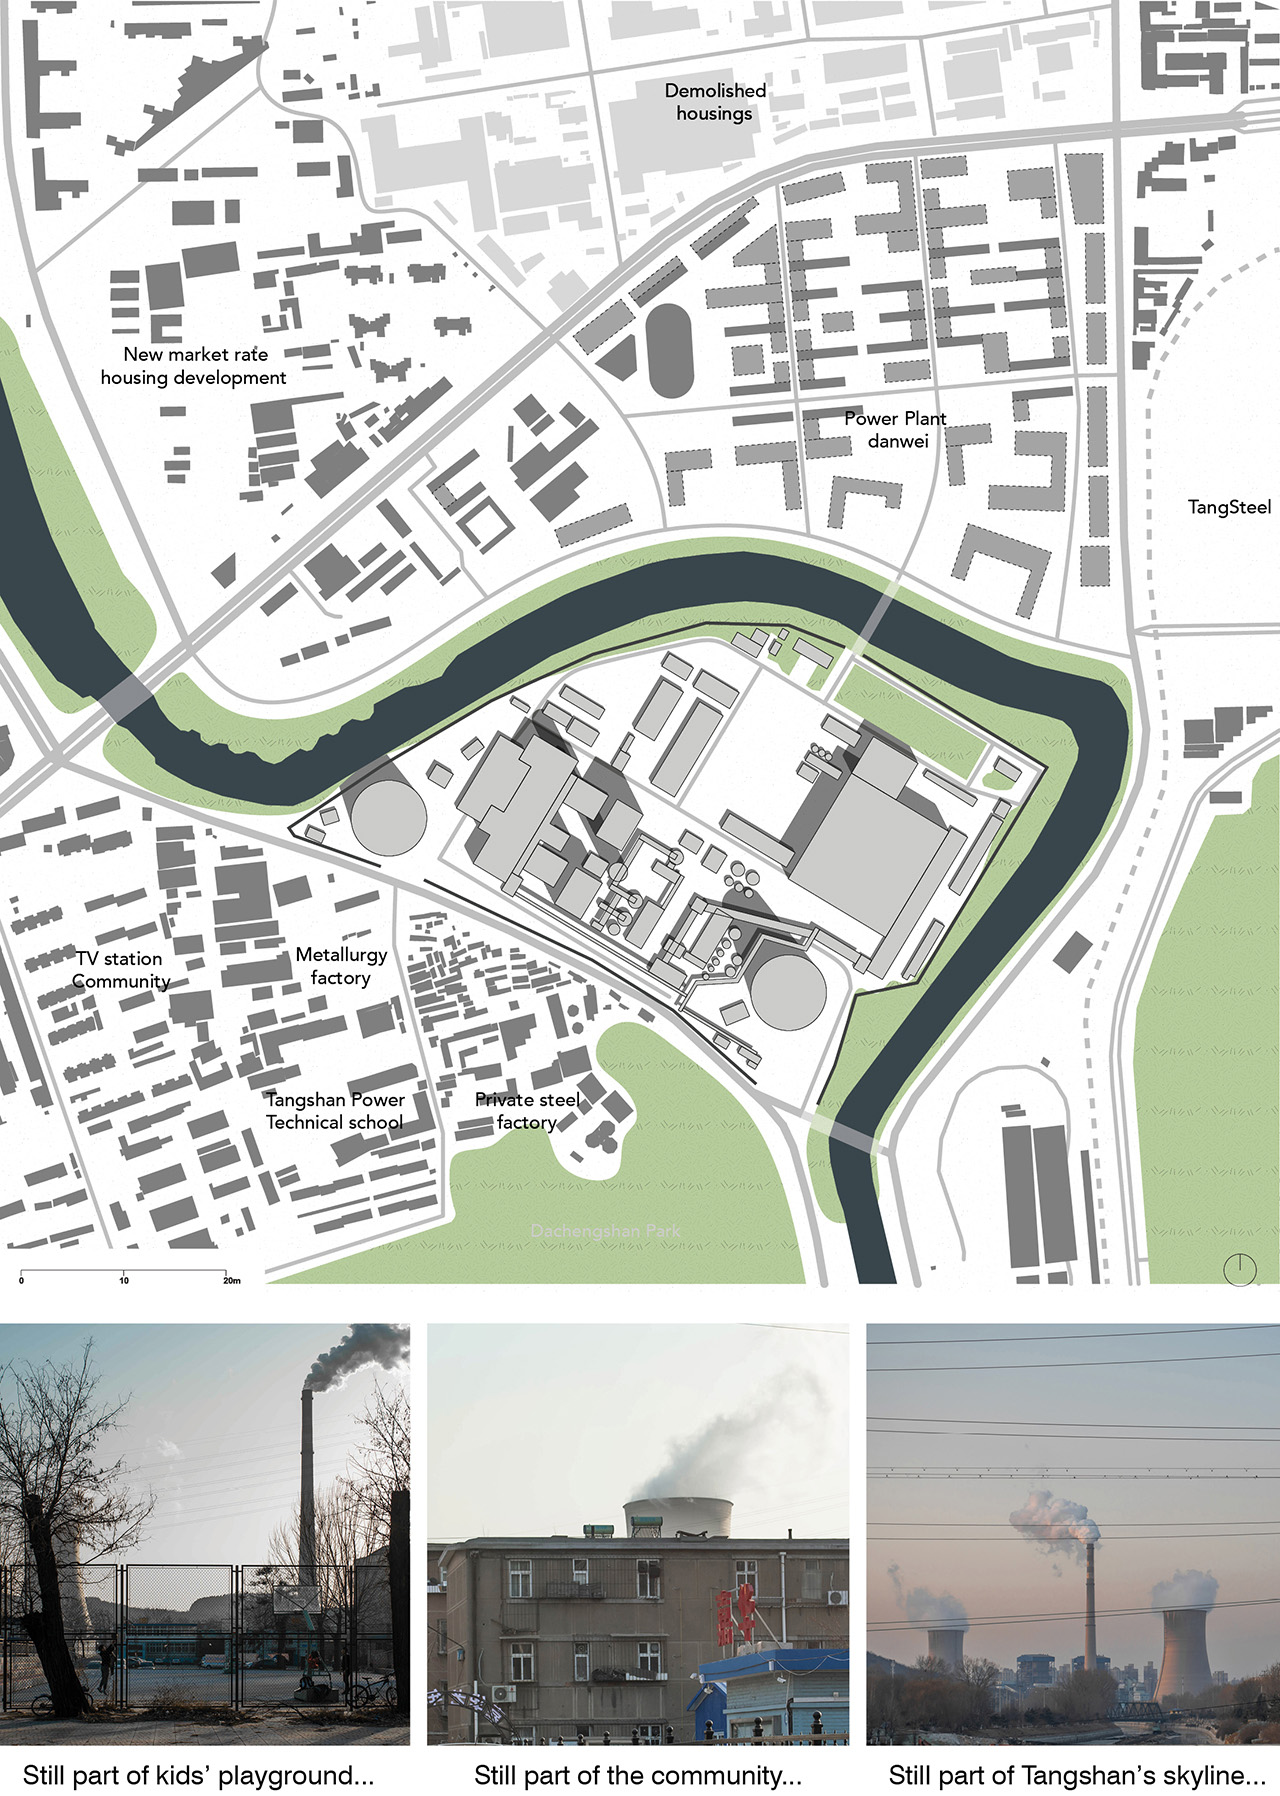 Demolished
housings
New market rate
housing development
Power Plant
danwei
TangSteel
TV station
Community
Metallurgy
factory
Tangshan Power
Technical school
Private steel
factory
Dachengshan Park
0 10 20m
Still part of kids’ playground...
Still part of the community...
Still part of Tangshan’s skyline...